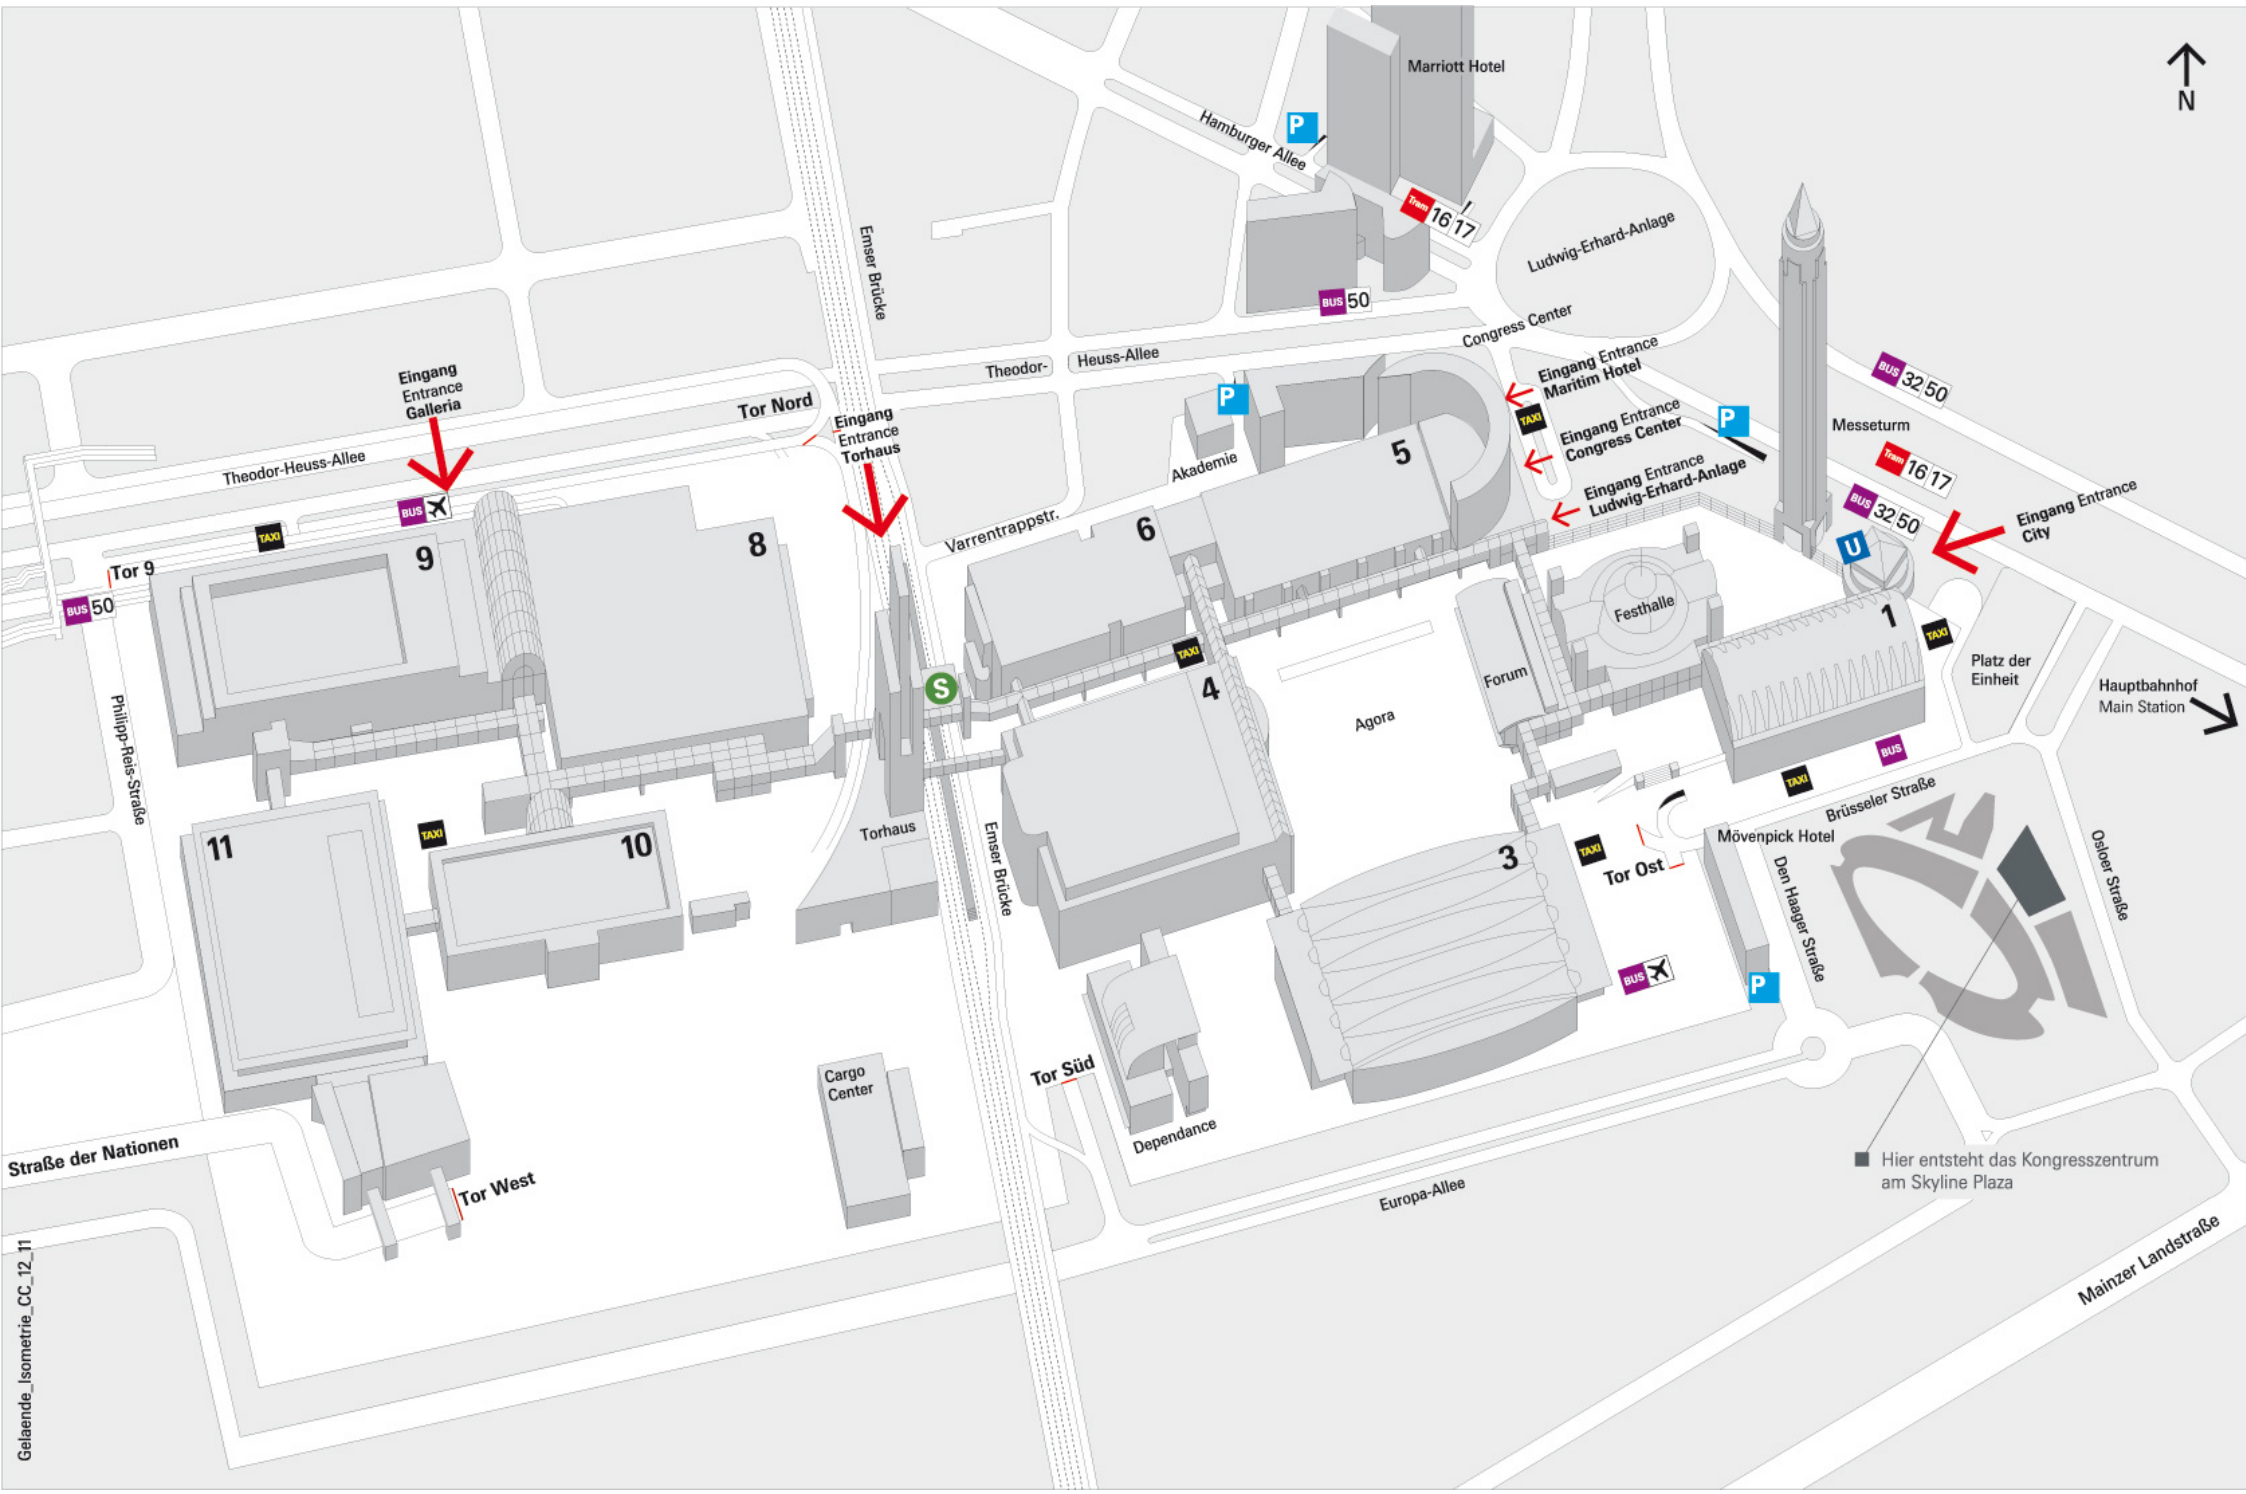 Marriott Hotel
N
P
Hamburger Allee
Tram 16 17
Ludwig-Erhard-Anlage
Emser Brücke
BUS 50
Congress Center
Theodor-
Heuss-Allee
Eingang Entrance
Maritim Hotel
BUS 32 50
Eingang
Entrance
Galleria
Tor Nord
P
TAXI
Eingang Entrance
Congress Center
P
Messeturm
Eingang
Entrance
Torhaus
5
Akademie
Theodor-Heuss-Allee
Eingang Entrance
Ludwig-Erhard-Anlage
Tram 16 17
BUS
TAXI
9
8
6
Varrentrappstr.
BUS 32 50
Eingang Entrance
City
U
Tor 9
BUS 50
Festhalle
1
TAXI
TAXI
Platz der
Einheit
S
4
Forum
Hauptbahnhof
Main Station
Agora
Philipp-Reis-Straße
BUS
TAXI
Brüsseler Straße
11
TAXI
10
Torhaus
Emser Brücke
3
TAXI
Tor Ost
Mövenpick Hotel
Den Haager Straße
Osloer Straße
BUS
P
Cargo
Center
Tor Süd
Dependance
Straße der Nationen
Tor West
Europa-Allee
Hier entsteht das Kongresszentrum
am Skyline Plaza
Mainzer Landstraße
Gelaende_Isometrie_CC_12_11